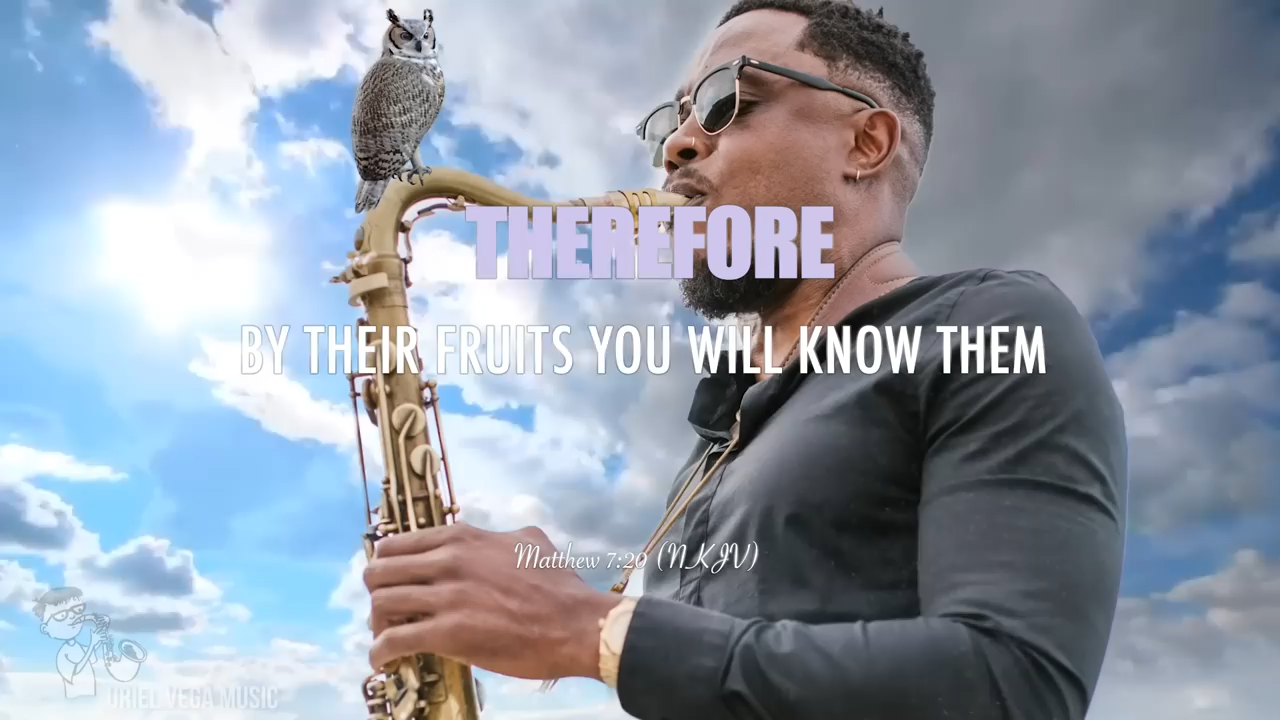 THEREFORE
BY THEIR FRUITS YOU WILL KNOW THEM
Matthew 7:20 (NKJV)
URIEL VEGA MUSIC